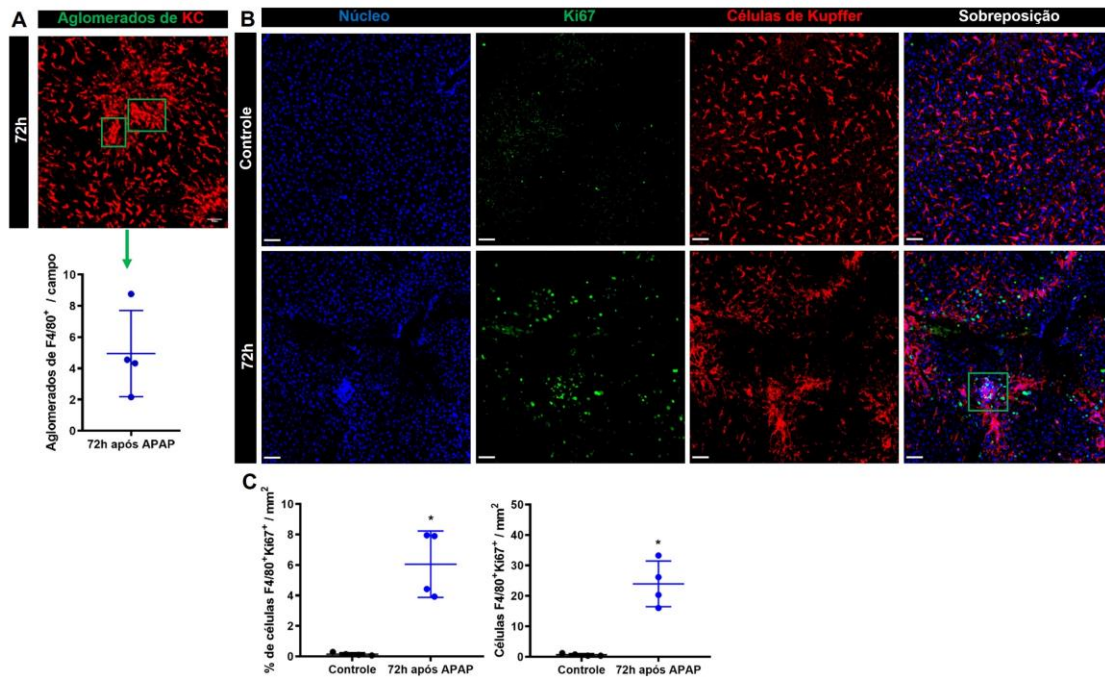 A
Aglomerados de KC
72h
Aglomerados de F4/80⁺ / campo
10
8
6
4
2
0
72h após APAP
B
Núcleo Ki67 Células de Kupffer Sobreposição
Controle
72h
C
% de células F4/80⁺Ki67⁺ / mm²
10
8
6
4
2
0
*
Controle 72h após APAP
Células F4/80⁺Ki67⁺ / mm²
50
40
30
20
10
0
*
Controle 72h após APAP